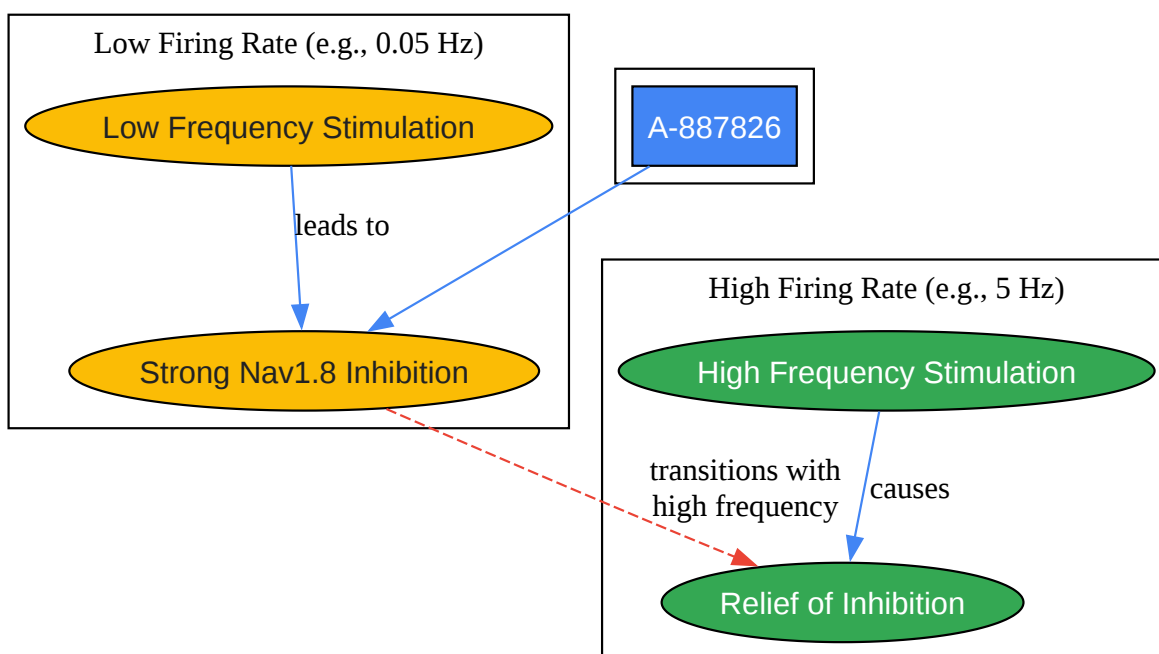 Low Firing Rate (e.g., 0.05 Hz)
Low Frequency Stimulation
A-887826
leads to
High Firing Rate (e.g., 5 Hz)
Strong Nav1.8 Inhibition
High Frequency Stimulation
transitions with
high frequency
causes
Relief of Inhibition